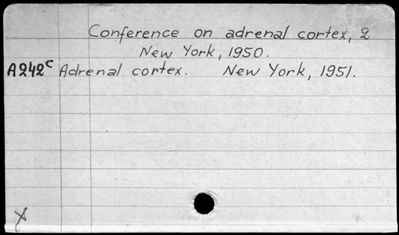 Conference on adrenal cortex, 2
New York, 1950.
A242c Adrenal cortex. New York, 1951.
X